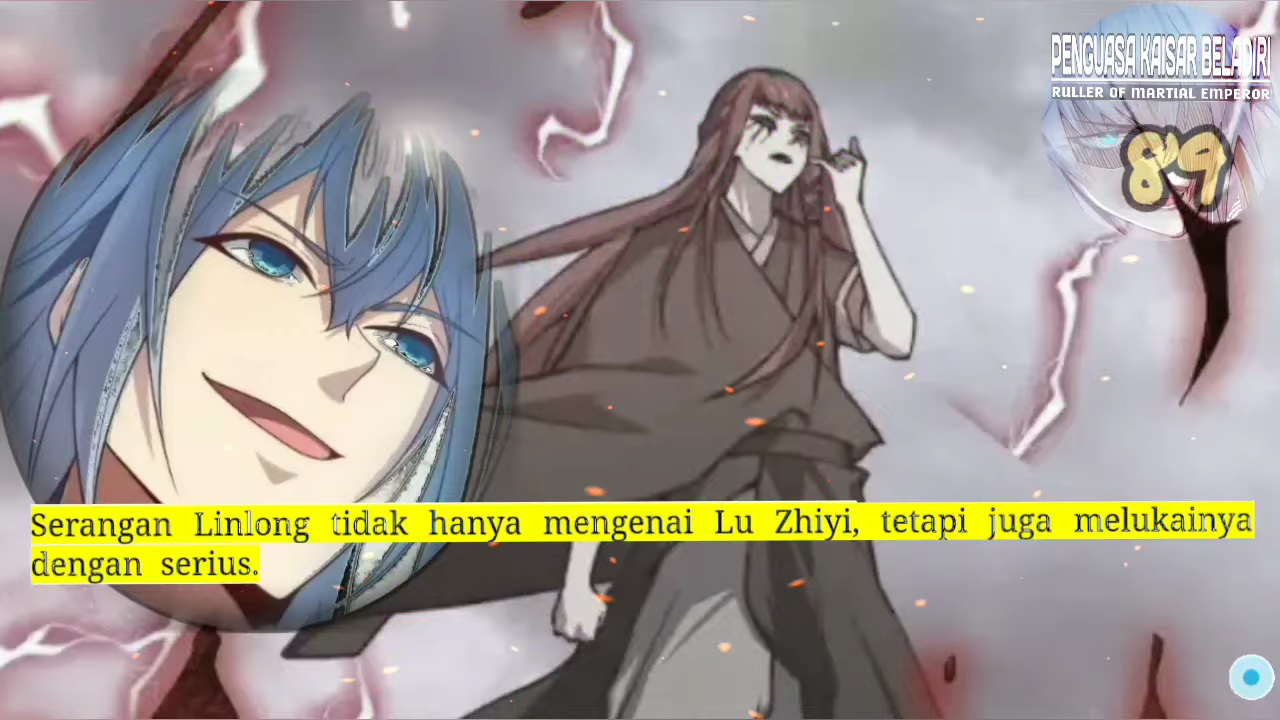 PENGUASA KAISAR BELADIRI
RULLER OF MARTIAL EMPEROR
89
Serangan Linlong tidak hanya mengenai Lu Zhiyi, tetapi juga melukainya
dengan serius.